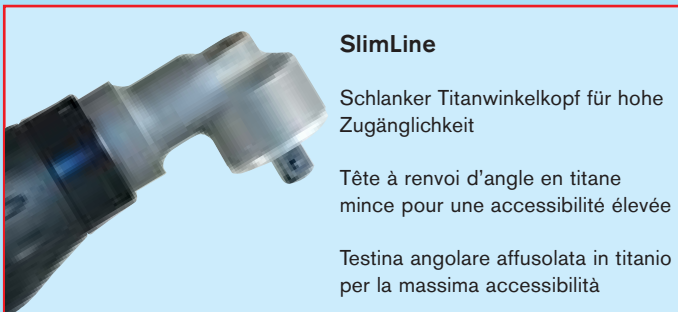 SlimLine
Schlanker Titanwinkelkopf für hohe
Zugänglichkeit
Tête à renvoi d'angle en titane
mince pour une accessibilité élevée
Testina angolare affusolata in titanio
per la massima accessibilità